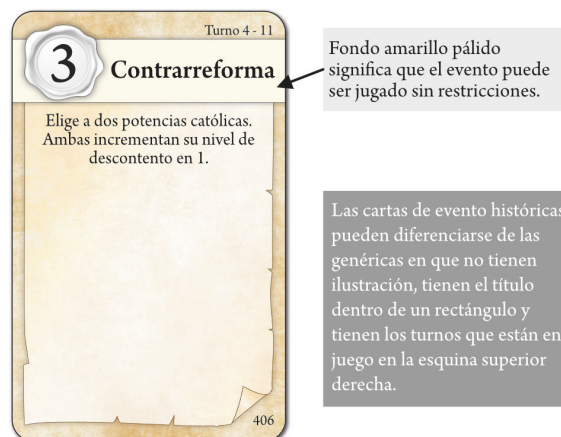 Turno 4 - 11
3
Contrarreforma
Elige a dos potencias católicas.
Ambas incrementan su nivel de
descontento en 1.
406
Fondo amarillo pálido
significa que el evento puede
ser jugado sin restricciones.
Las cartas de evento históricas
pueden diferenciarse de las
genéricas en que no tienen
ilustración, tienen el título
dentro de un rectángulo y
tienen los turnos que están en
juego en la esquina superior
derecha.